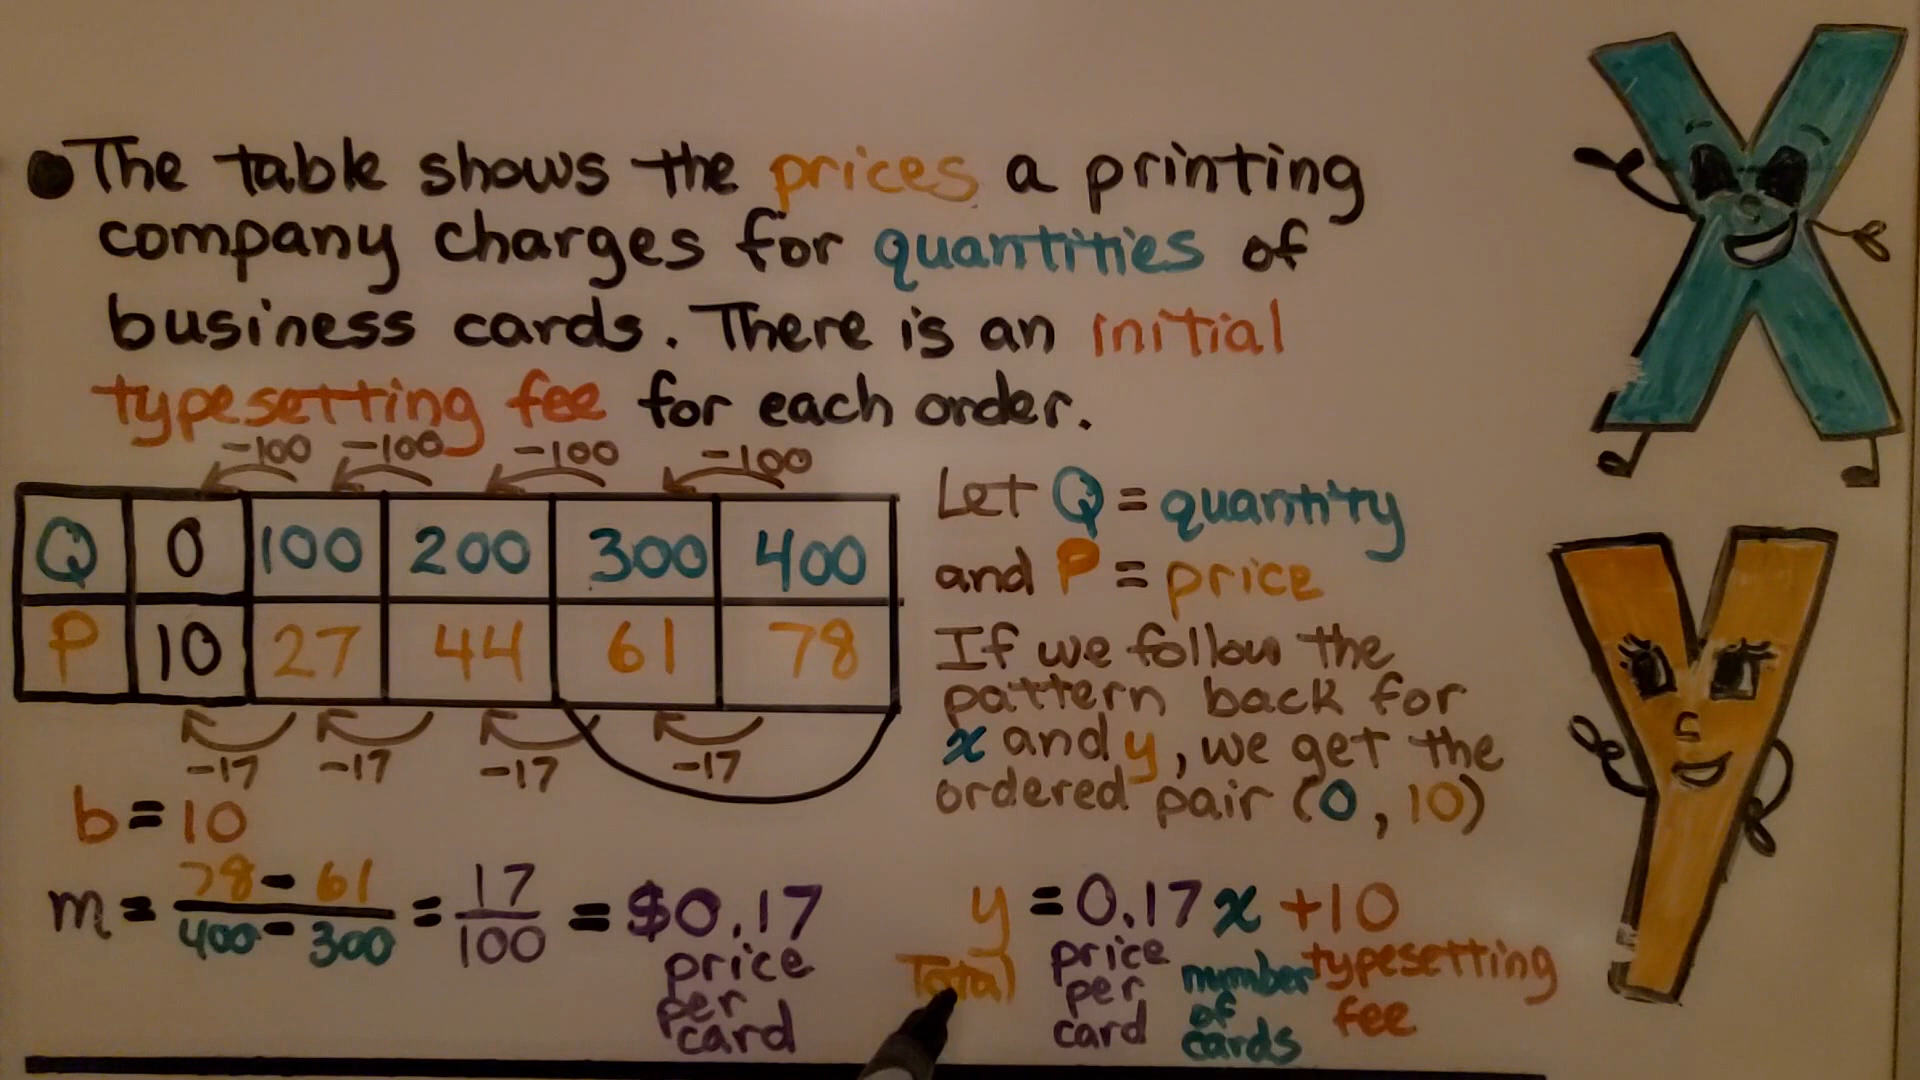 The table shows the prices a printing
company charges for quantities of
business cards. There is an initial
typesetting fee for each order.
-100 -100 -100 -100
Q 0 100 200 300 400
P 10 27 44 61 78
-17 -17 -17 -17
Let Q = quantity
and P = price
If we follow the
pattern back for
x and y, we get the
ordered pair (0, 10)
b = 10
m = 78 - 61 / 400 - 300 = 17 / 100 = $0.17
price
per
card
y = 0.17x + 10
Total
price
per
card
number
of
cards
typesetting
fee
X
Y